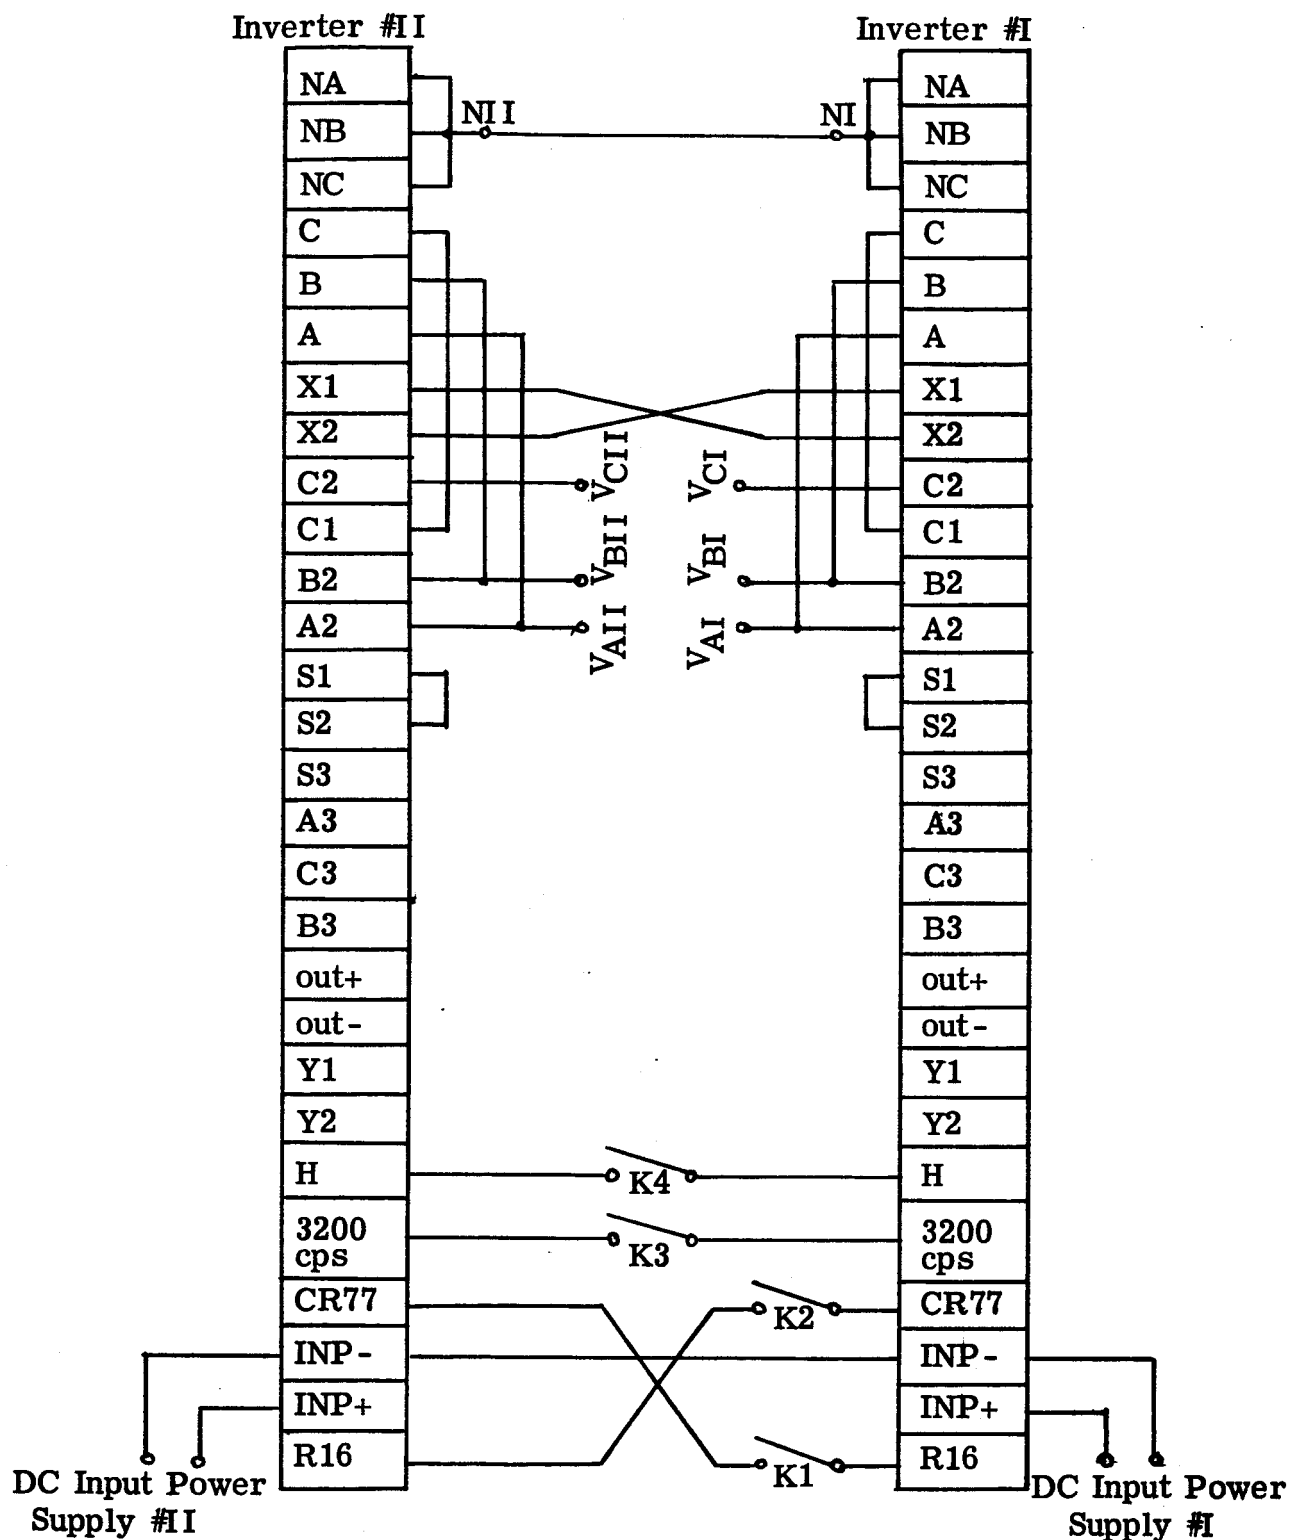 Inverter #II
NA
NB
NC
C
B
A
X1
X2
C2
C1
B2
A2
S1
S2
S3
A3
C3
B3
out+
out-
Y1
Y2
H
3200
cps
CR77
INP-
INP+
R16
DC Input Power
Supply #II
NII
NI
VCII
VCI
VBII
VBI
VAII
VAI
K4
K3
K2
K1
Inverter #I
NA
NB
NC
C
B
A
X1
X2
C2
C1
B2
A2
S1
S2
S3
A3
C3
B3
out+
out-
Y1
Y2
H
3200
cps
CR77
INP-
INP+
R16
DC Input Power
Supply #I